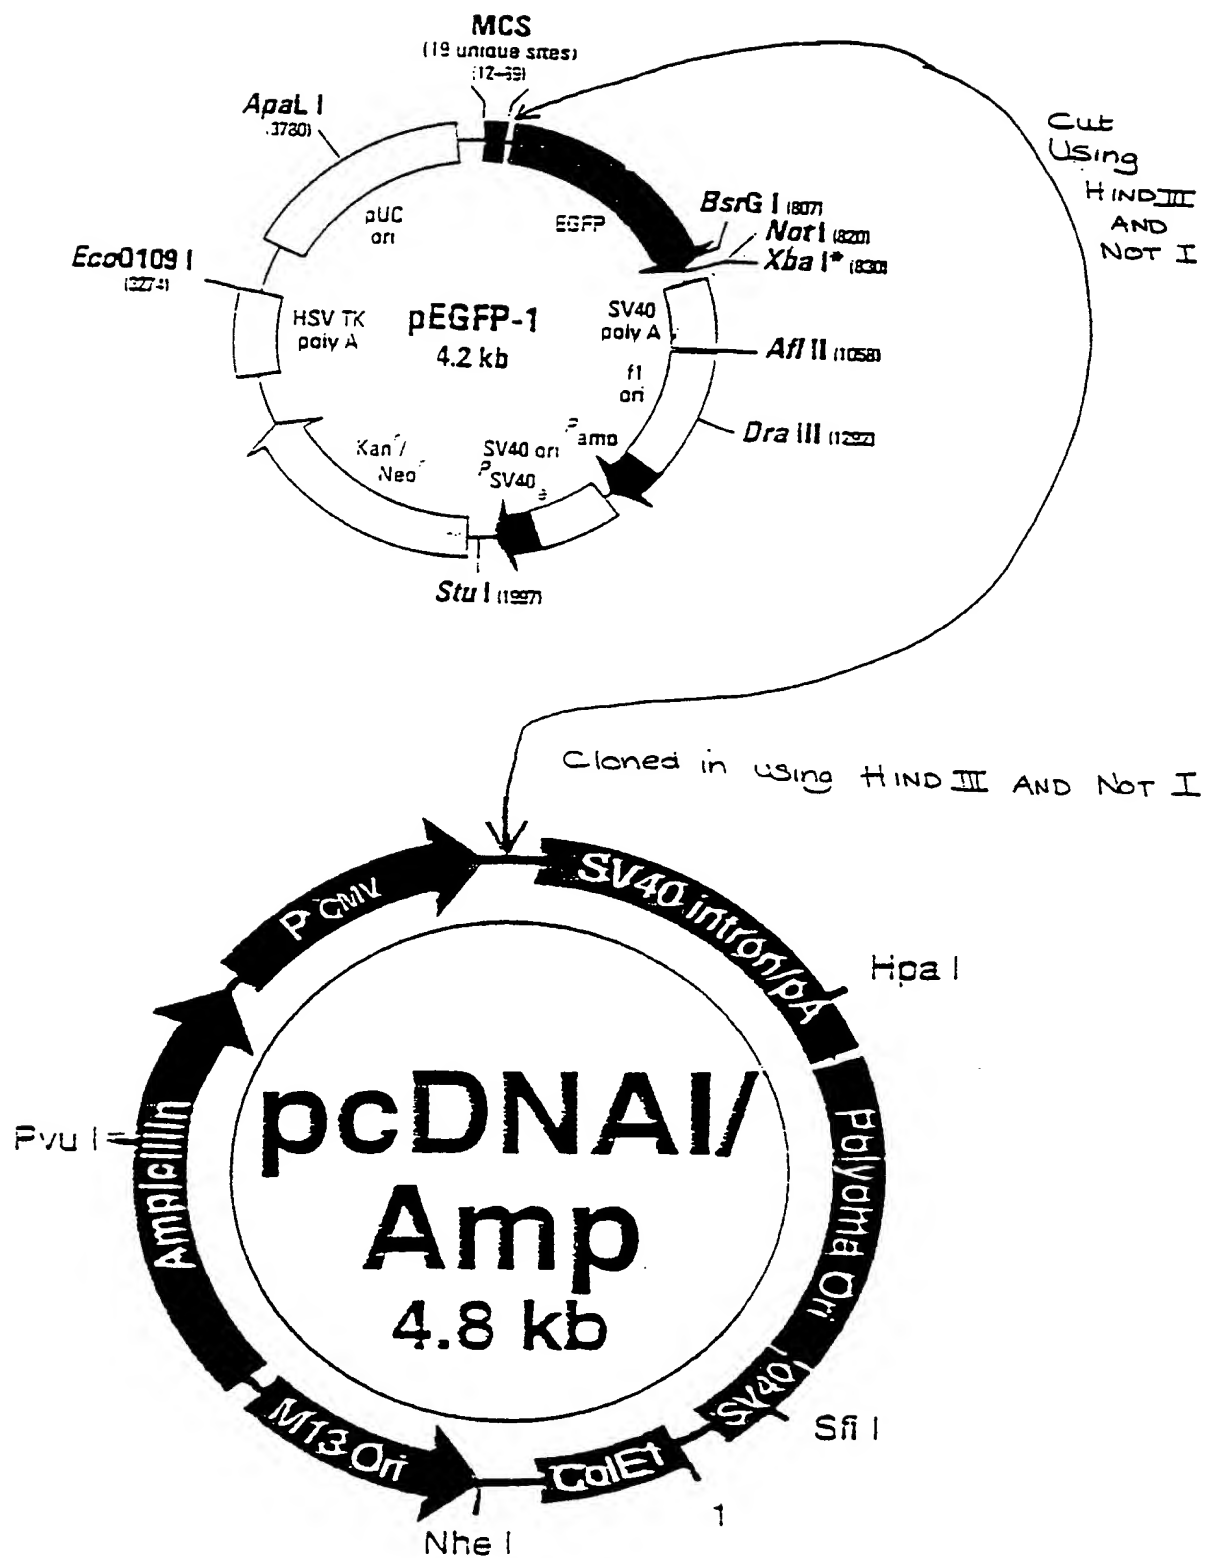 MCS
(19 unique sites)
(12–89)
ApaL I
(3780)
pUC
ori
EGFP
BsrG I (807)
Not I (820)
Xba I* (830)
EcoO109 I
(3274)
HSV TK
poly A
pEGFP-1
4.2 kb
SV40
poly A
Afl II (1058)
f1
ori
Dra III (1292)
P amp
SV40 ori
P SV40 e
Kan r /
Neo r
Stu I (1997)
Cut
Using
HIND III
AND
NOT I
Cloned in using HIND III AND NOT I
P CMV
SV40 intron/pA
Hpa I
Polyoma Ori
SV40
Sfi I
ColE1
1
Nhe I
M13 Ori
Ampicillin
Pvu I
pcDNAI/
Amp
4.8 kb